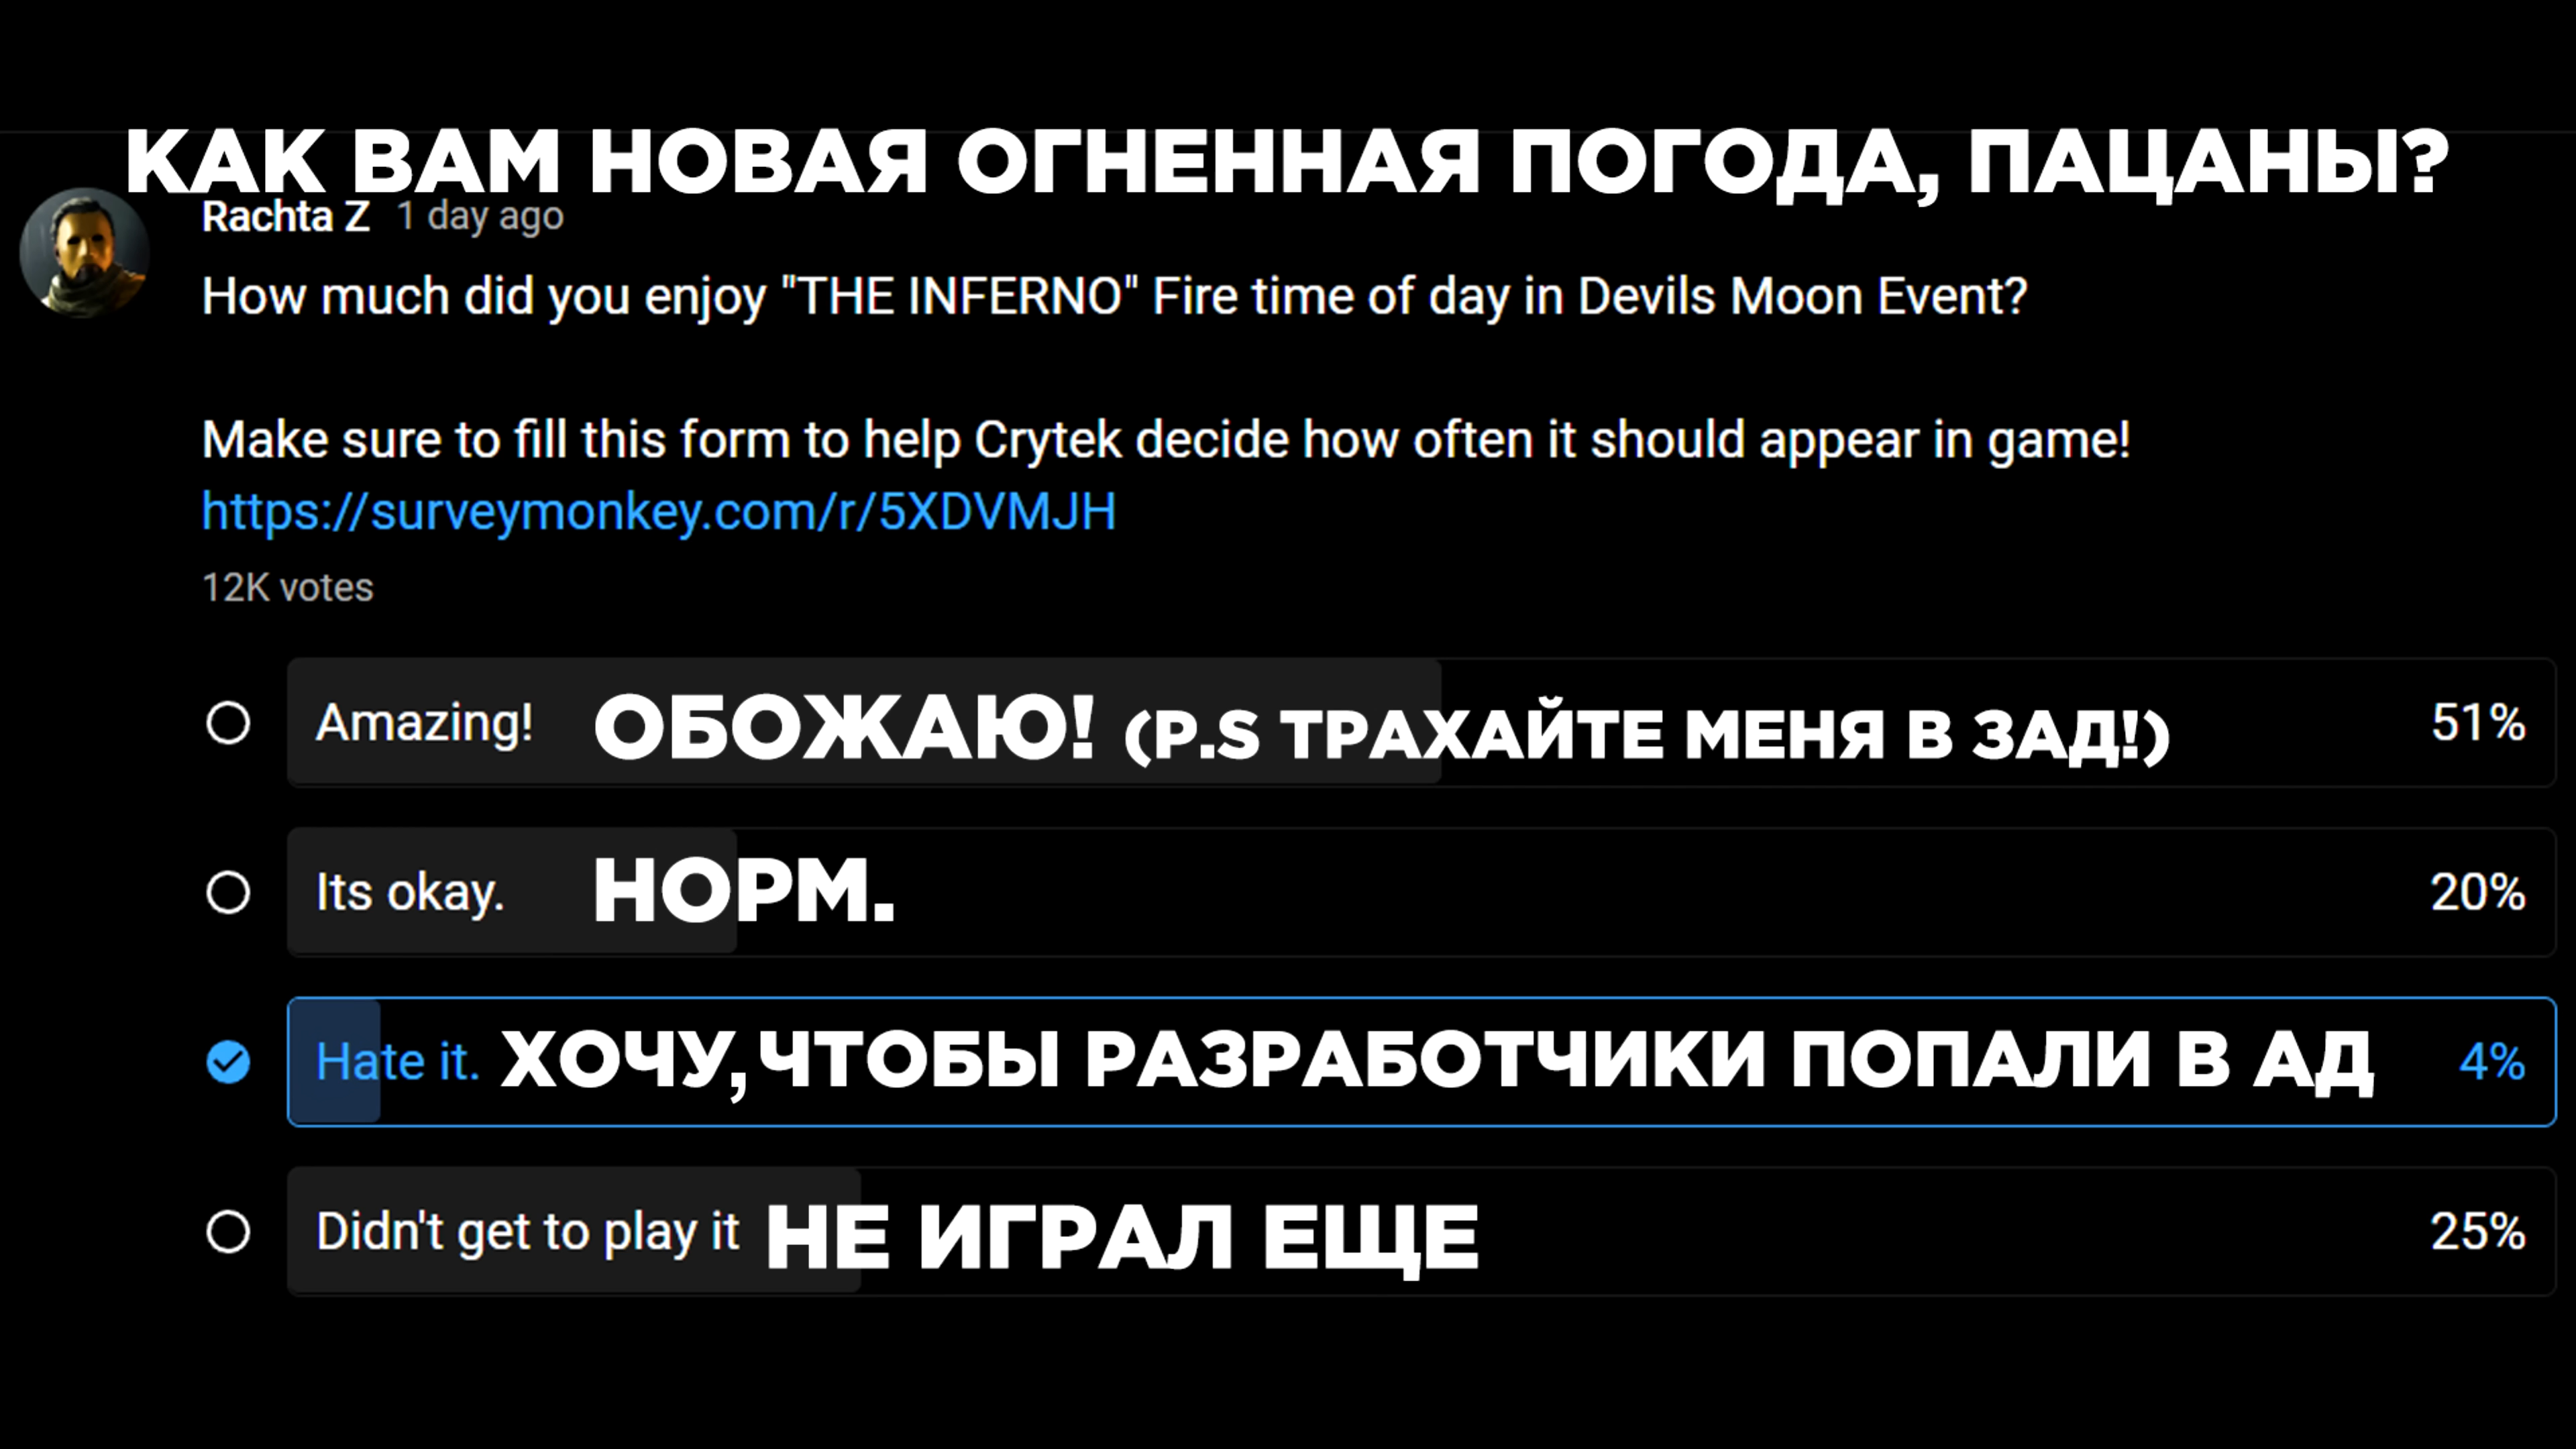 КАК ВАМ НОВАЯ ОГНЕННАЯ ПОГОДА, ПАЦАНЫ?
Rachta Z 1 day ago
How much did you enjoy "THE INFERNO" Fire time of day in Devils Moon Event?
Make sure to fill this form to help Crytek decide how often it should appear in game!
https://surveymonkey.com/r/5XDVMJH
12K votes
Amazing! ОБОЖАЮ! (P.S ТРАХАЙТЕ МЕНЯ В ЗАД!) 51%
Its okay. НОРМ. 20%
Hate it. ХОЧУ,ЧТОБЫ РАЗРАБОТЧИКИ ПОПАЛИ В АД 4%
Didn't get to play it НЕ ИГРАЛ ЕЩЕ 25%